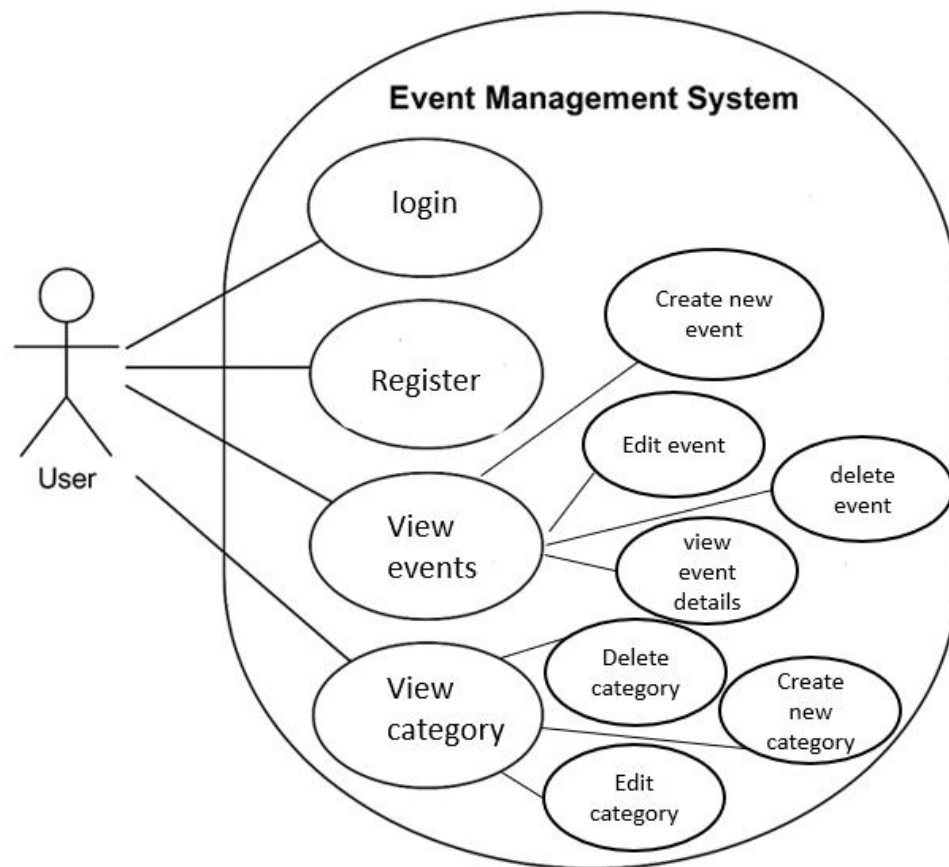 Event Management System
login
Create new
event
Register
Edit event
User
delete
event
View
events
view
event
details
Delete
category
View
category
Create
new
category
Edit
category